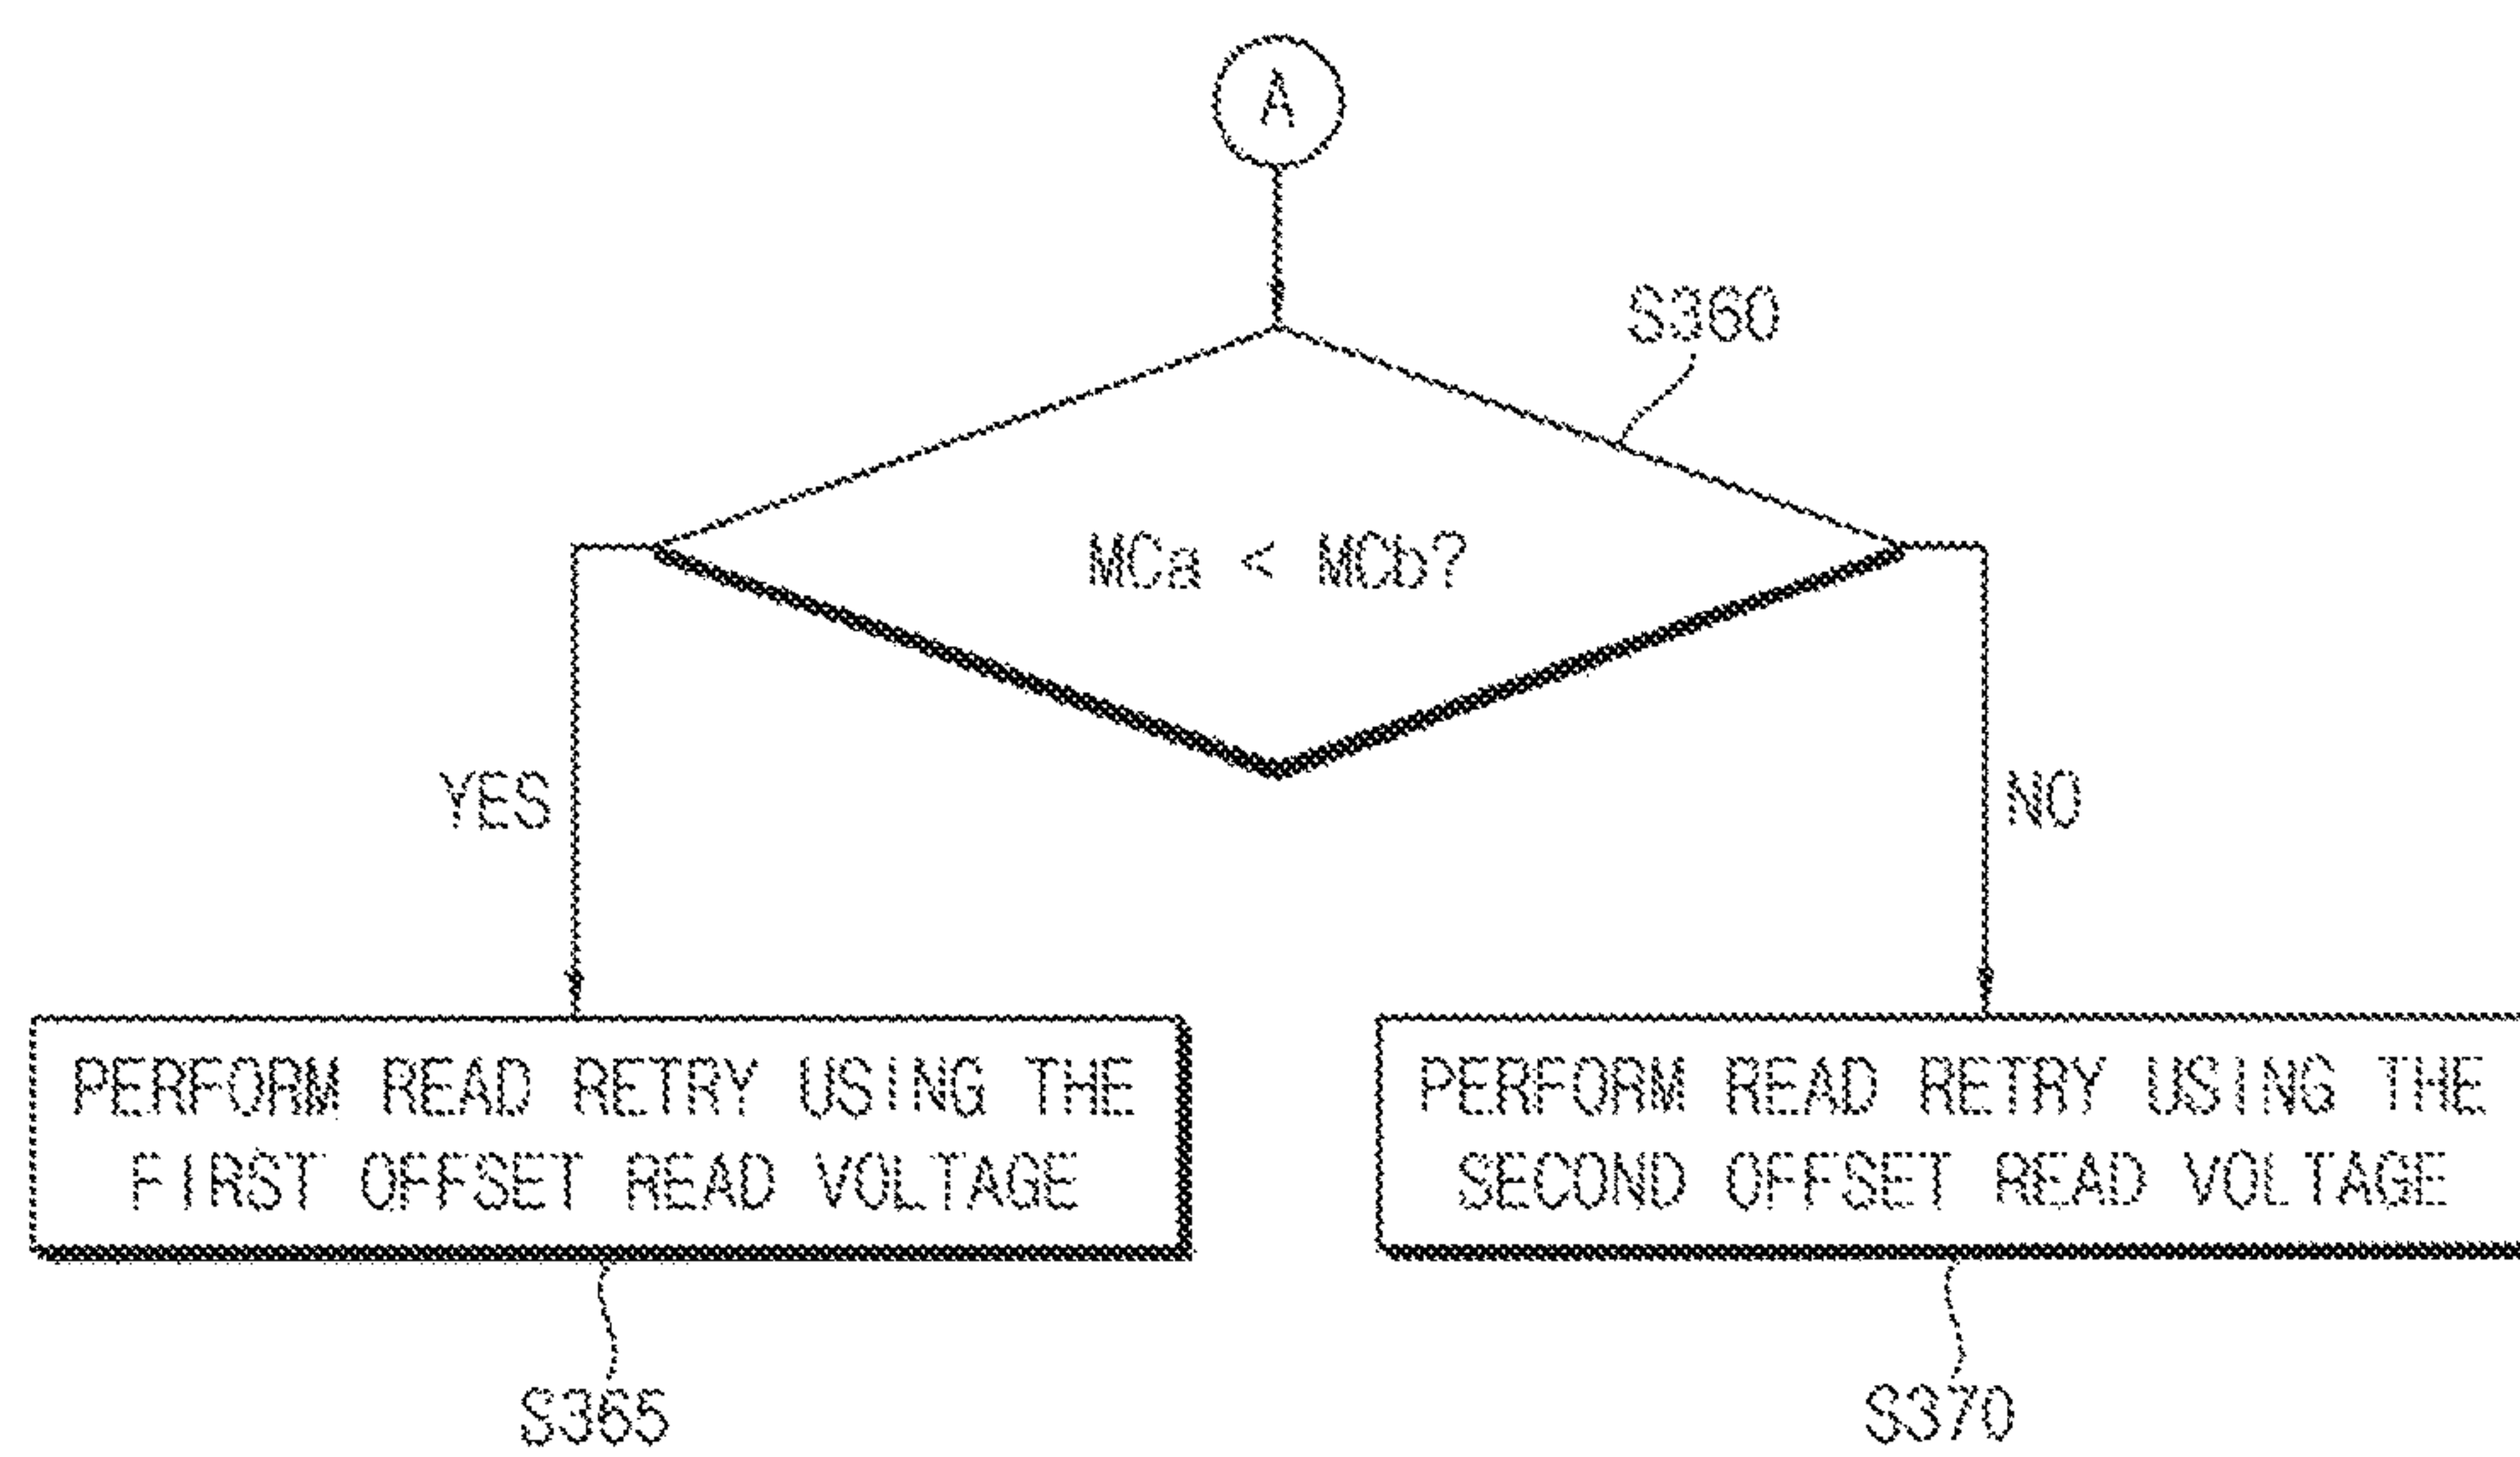 A
S360
MCa < MCb?
YES
NO
PERFORM READ RETRY USING THE
FIRST OFFSET READ VOLTAGE
PERFORM READ RETRY USING THE
SECOND OFFSET READ VOLTAGE
S365
S370